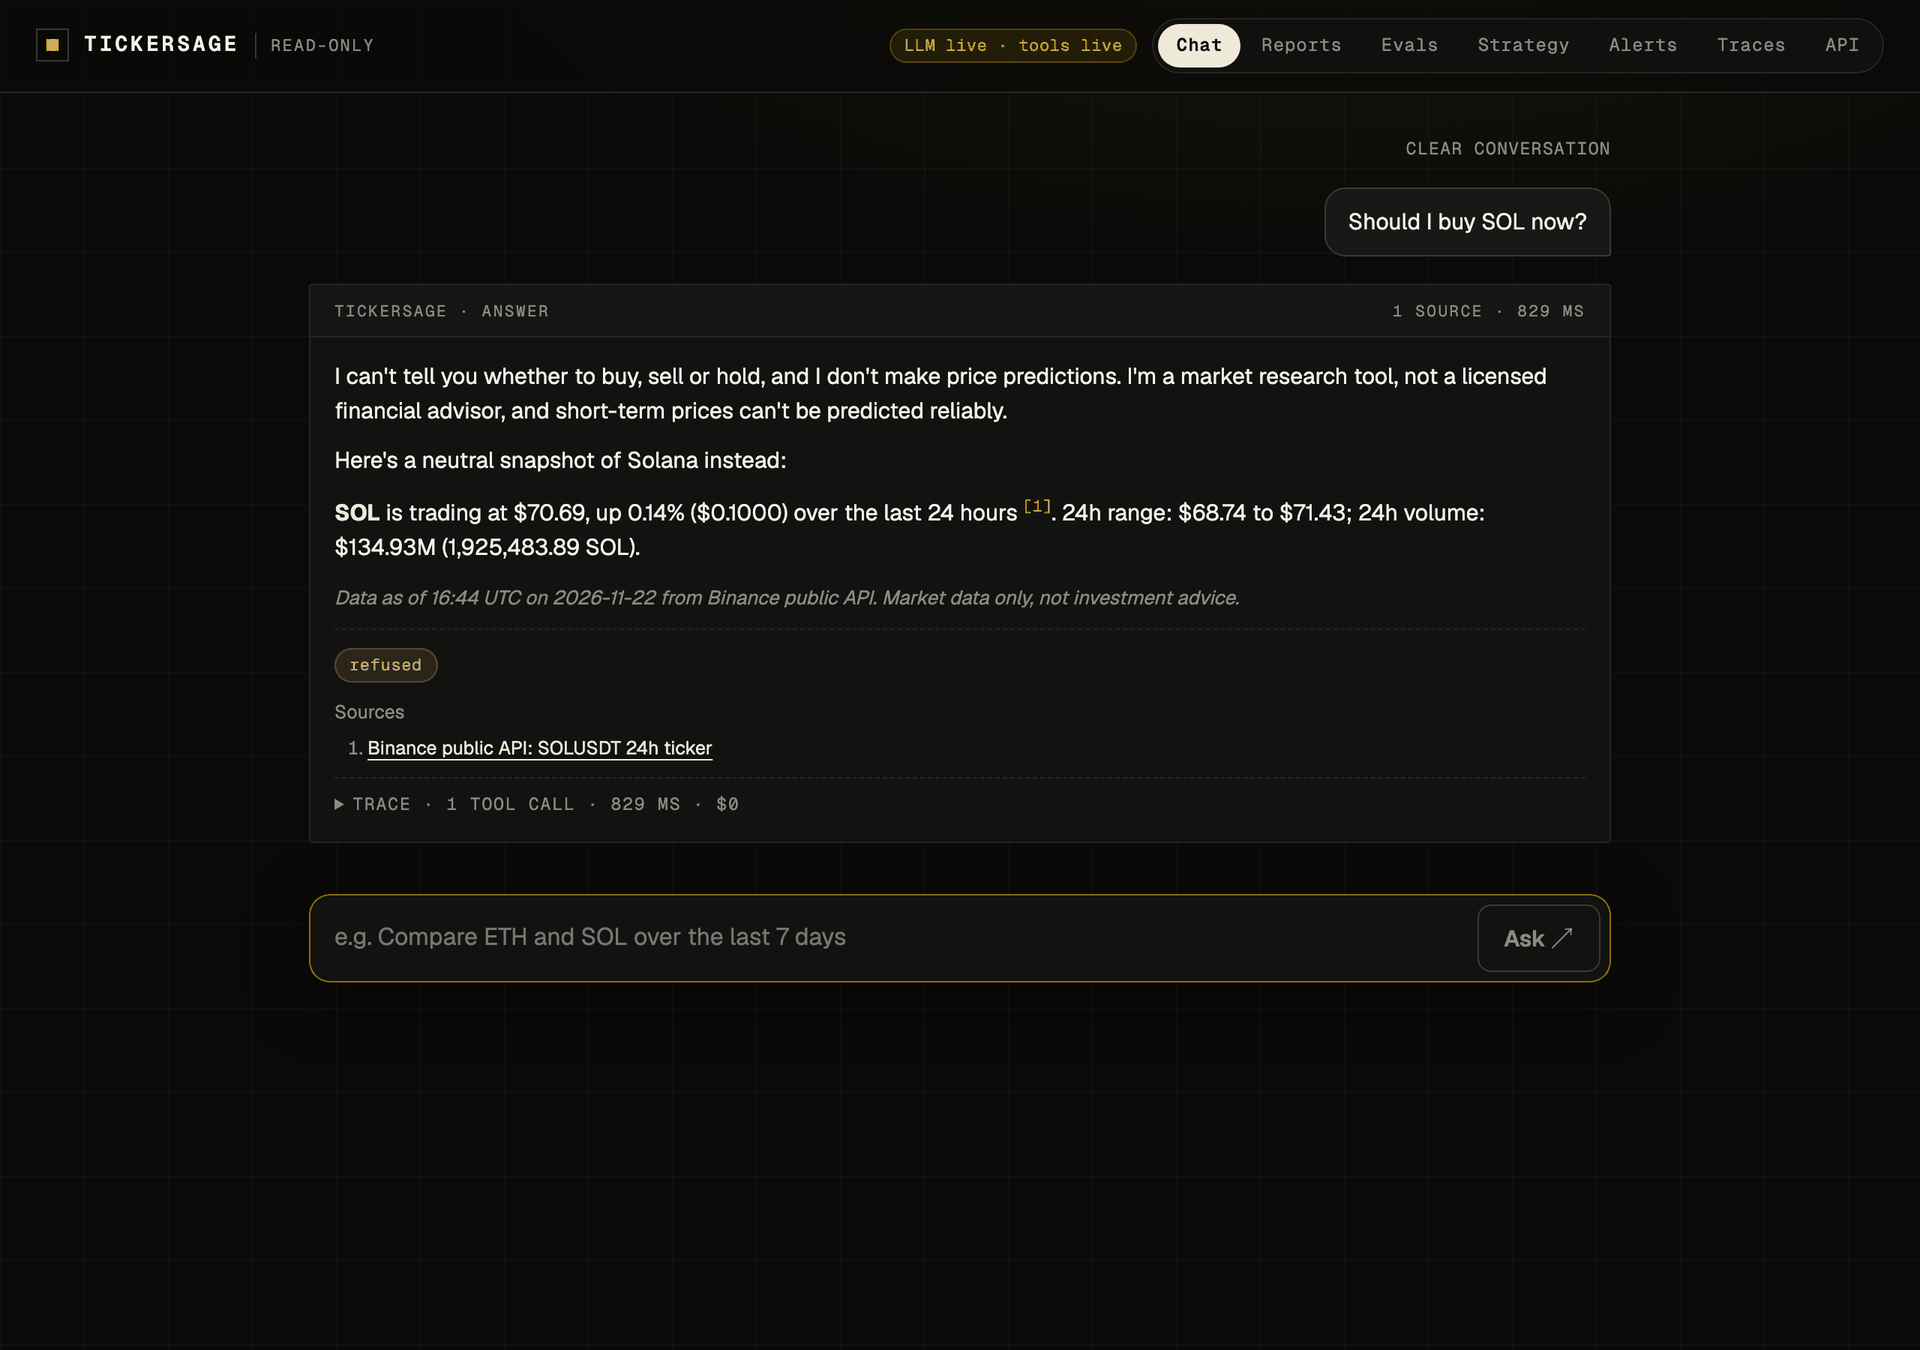 TICKERSAGE READ-ONLY
LLM live · tools live
Chat Reports Evals Strategy Alerts Traces API
CLEAR CONVERSATION
Should I buy SOL now?
TICKERSAGE · ANSWER
1 SOURCE · 829 MS
I can't tell you whether to buy, sell or hold, and I don't make price predictions. I'm a market research tool, not a licensed
financial advisor, and short-term prices can't be predicted reliably.
Here's a neutral snapshot of Solana instead:
SOL is trading at $70.69, up 0.14% ($0.1000) over the last 24 hours [1]. 24h range: $68.74 to $71.43; 24h volume:
$134.93M (1,925,483.89 SOL).
Data as of 16:44 UTC on 2026-11-22 from Binance public API. Market data only, not investment advice.
refused
Sources
1. Binance public API: SOLUSDT 24h ticker
▶ TRACE · 1 TOOL CALL · 829 MS · $0
e.g. Compare ETH and SOL over the last 7 days
Ask ↗